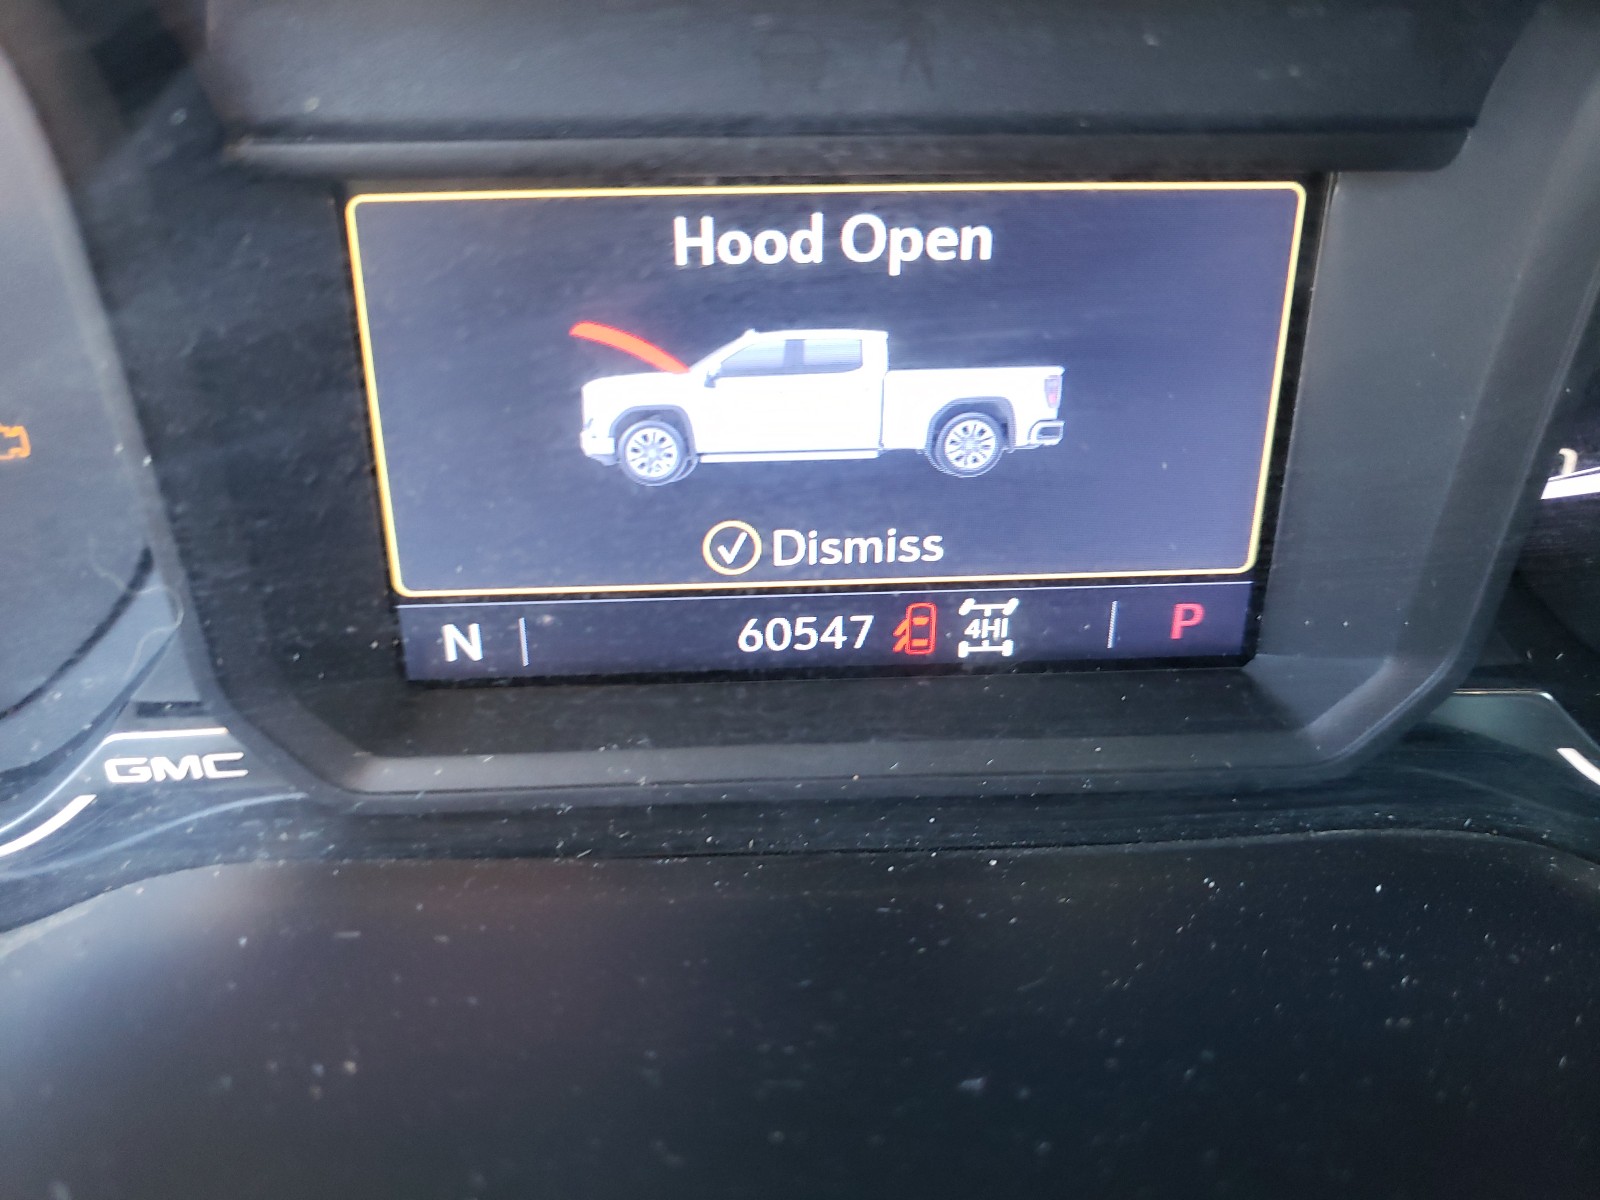 Hood Open
Dismiss
N 60547 4HI P
GMC